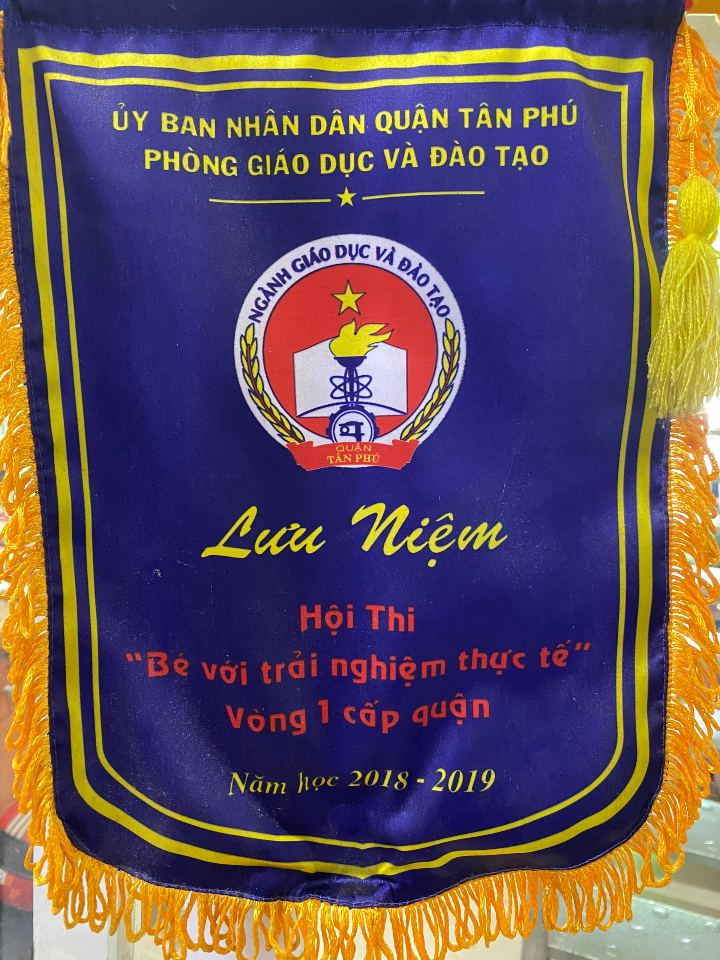 ỦY BAN NHÂN DÂN QUẬN TÂN PHÚ
PHÒNG GIÁO DỤC VÀ ĐÀO TẠO
NGÀNH GIÁO DỤC VÀ ĐÀO TẠO
QUẬN
TÂN PHÚ
Lưu Niệm
Hội Thi
"Bé với trải nghiệm thực tế"
Vòng 1 cấp quận
Năm học 2018 - 2019